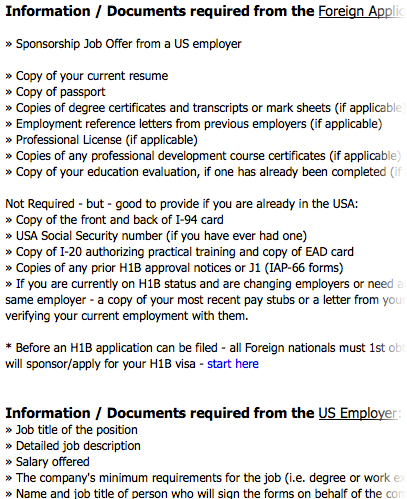 Information / Documents required from the Foreign Applic
» Sponsorship Job Offer from a US employer
» Copy of your current resume
» Copy of passport
» Copies of degree certificates and transcripts or mark sheets (if applicable
» Employment reference letters from previous employers (if applicable)
» Professional License (if applicable)
» Copies of any professional development course certificates (if applicable)
» Copy of your education evaluation, if one has already been completed (if
Not Required - but - good to provide if you are already in the USA:
» Copy of the front and back of I-94 card
» USA Social Security number (if you have ever had one)
» Copy of I-20 authorizing practical training and copy of EAD card
» Copies of any prior H1B approval notices or J1 (IAP-66 forms)
» If you are currently on H1B status and are changing employers or need a
same employer - a copy of your most recent pay stubs or a letter from your
verifying your current employment with them.
* Before an H1B application can be filed - all Foreign nationals must 1st obt
will sponsor/apply for your H1B visa - start here
Information / Documents required from the US Employer:
» Job title of the position
» Detailed job description
» Salary offered
» The company's minimum requirements for the job (i.e. degree or work ex
» Name and job title of person who will sign the forms on behalf of the com